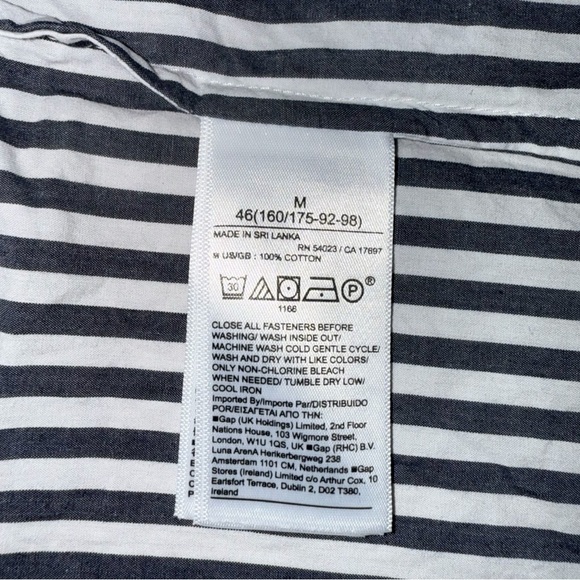 M
46(160/175-92-98)
MADE IN SRI LANKA
RN 54023 / CA 17897
w US/GB : 100% COTTON
30 P ®
1166
CLOSE ALL FASTENERS BEFORE
WASHING/ WASH INSIDE OUT/
MACHINE WASH COLD GENTLE CYCLE/
WASH AND DRY WITH LIKE COLORS/
ONLY NON-CHLORINE BLEACH
WHEN NEEDED/ TUMBLE DRY LOW/
COOL IRON
Imported By/Importe Par/DISTRIBUIDO
POR/ΕΙΣΑΓΕΤΑΙ ΑΠΟ ΤΗΝ:
■Gap (UK Holdings) Limited, 2nd Floor
Nations House, 103 Wigmore Street,
London, W1U 1QS, UK ■Gap (RHC) B.V.
Luna ArenA Herikerbergweg 238
Amsterdam 1101 CM, Netherlands ■Gap
Stores (Ireland) Limited c/o Arthur Cox, 10
Earlsfort Terrace, Dublin 2, D02 T380,
Ireland